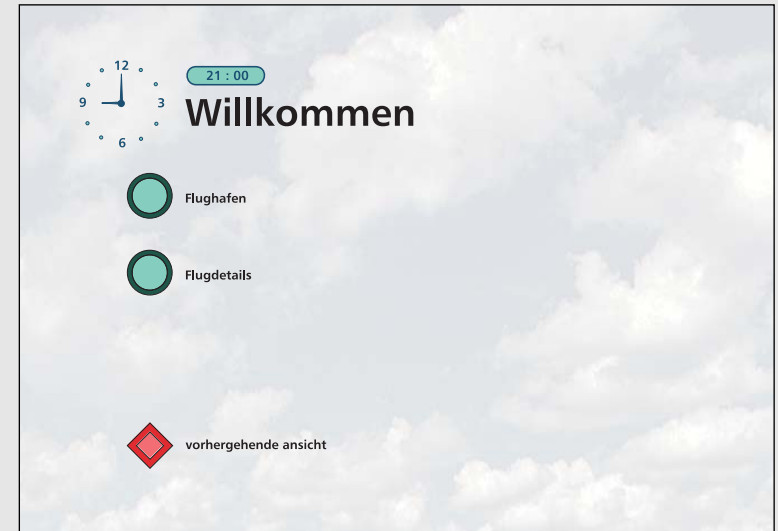 12
9
3
6
21 : 00
Willkommen
Flughafen
Flugdetails
vorhergehende ansicht